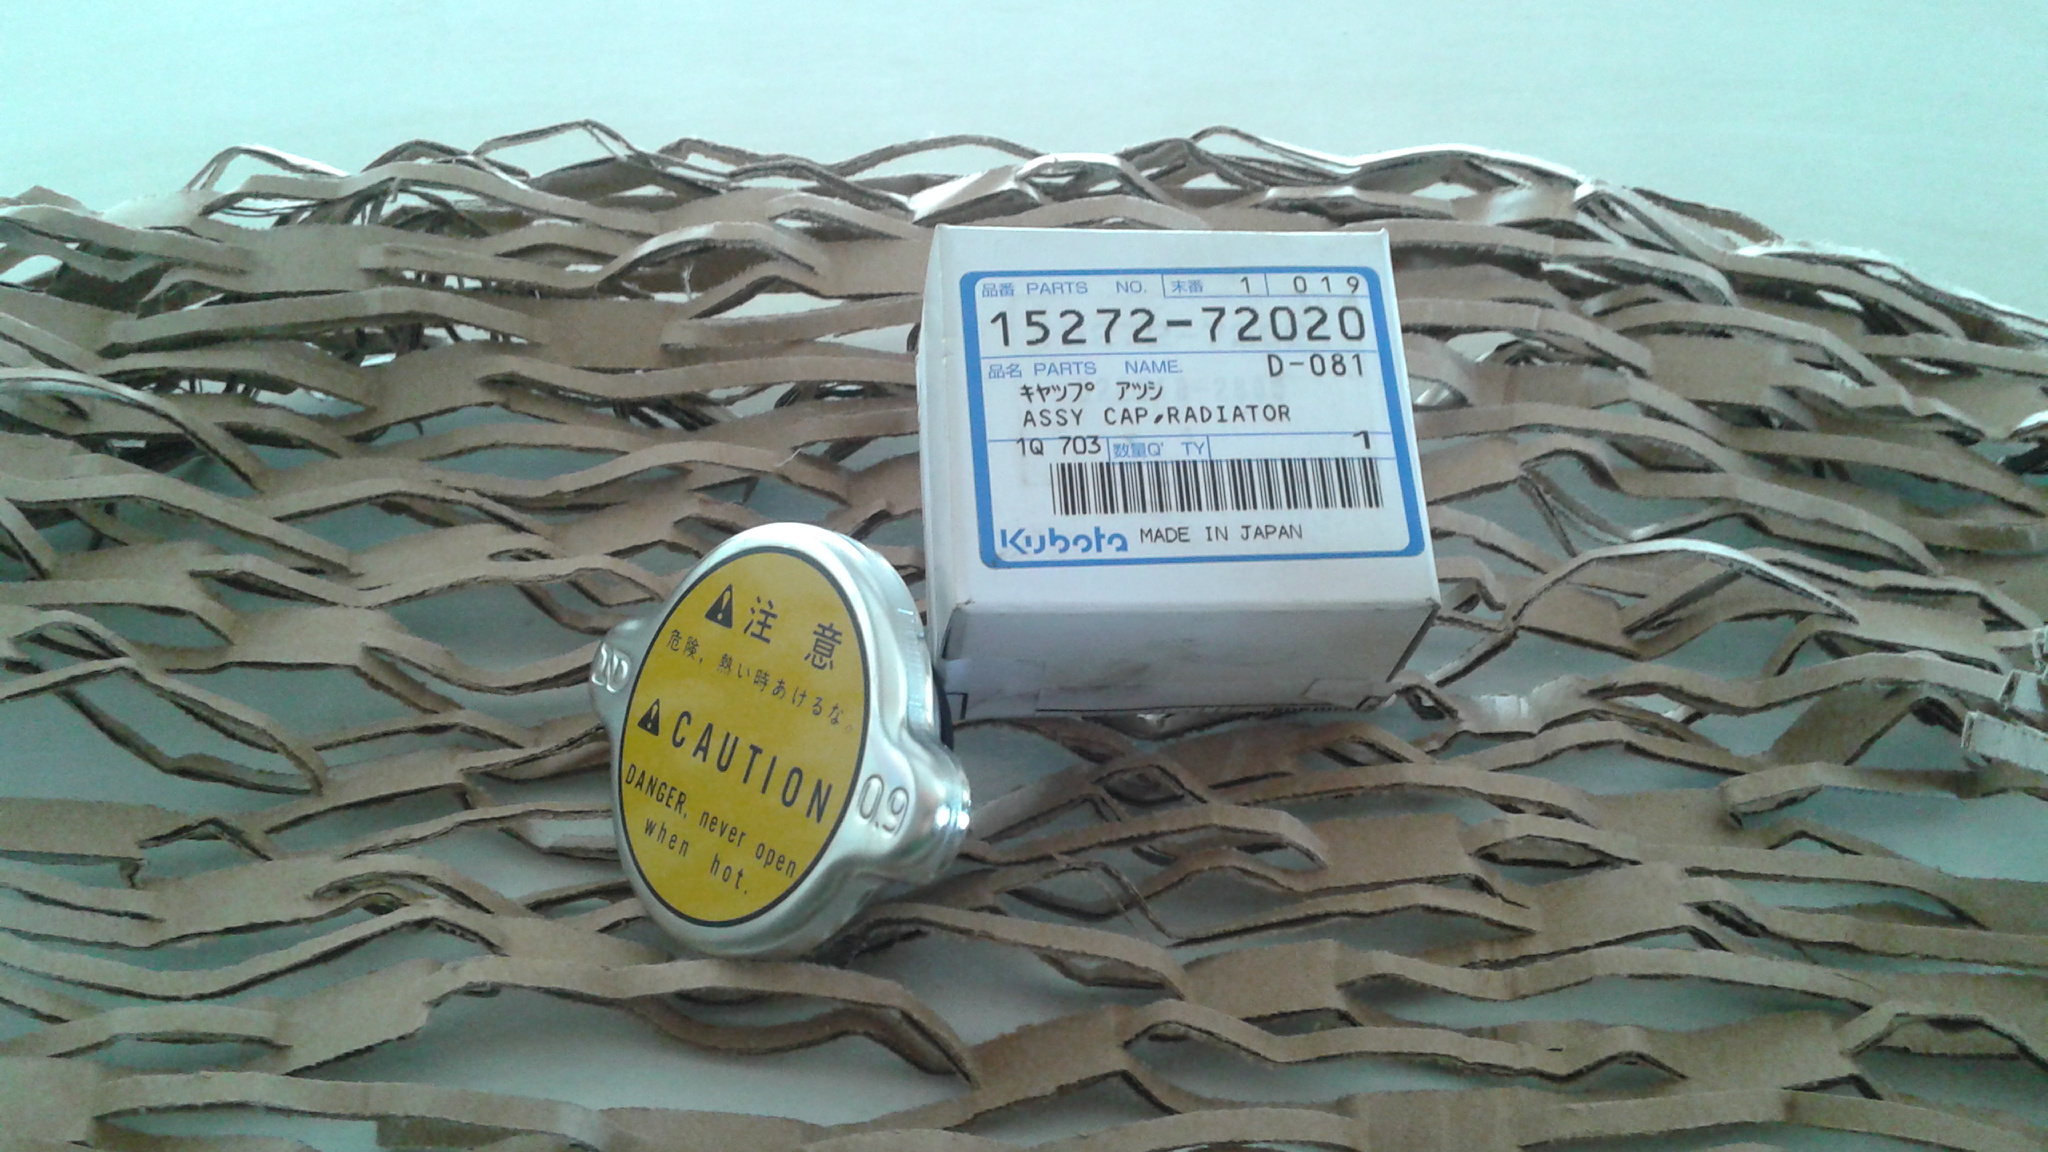 品番 PARTS NO. 末番 1 019
15272-72020
品名 PARTS NAME. D-081
ｷｬｯﾌﾟ ｱｯｼ
ASSY CAP,RADIATOR
1Q 703 数量Q'TY 1
Kubota MADE IN JAPAN
⚠注 意
危険，熱い時あけるな。
⚠CAUTION
DANGER, never open
when hot.
0.9